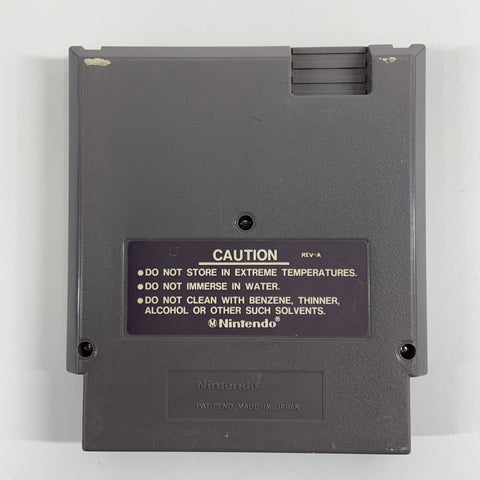 CAUTION REV-A
●DO NOT STORE IN EXTREME TEMPERATURES.
●DO NOT IMMERSE IN WATER.
●DO NOT CLEAN WITH BENZENE, THINNER,
ALCOHOL OR OTHER SUCH SOLVENTS.
Ⓜ Nintendo®
Nintendo®
PAT. PEND. MADE IN JAPAN